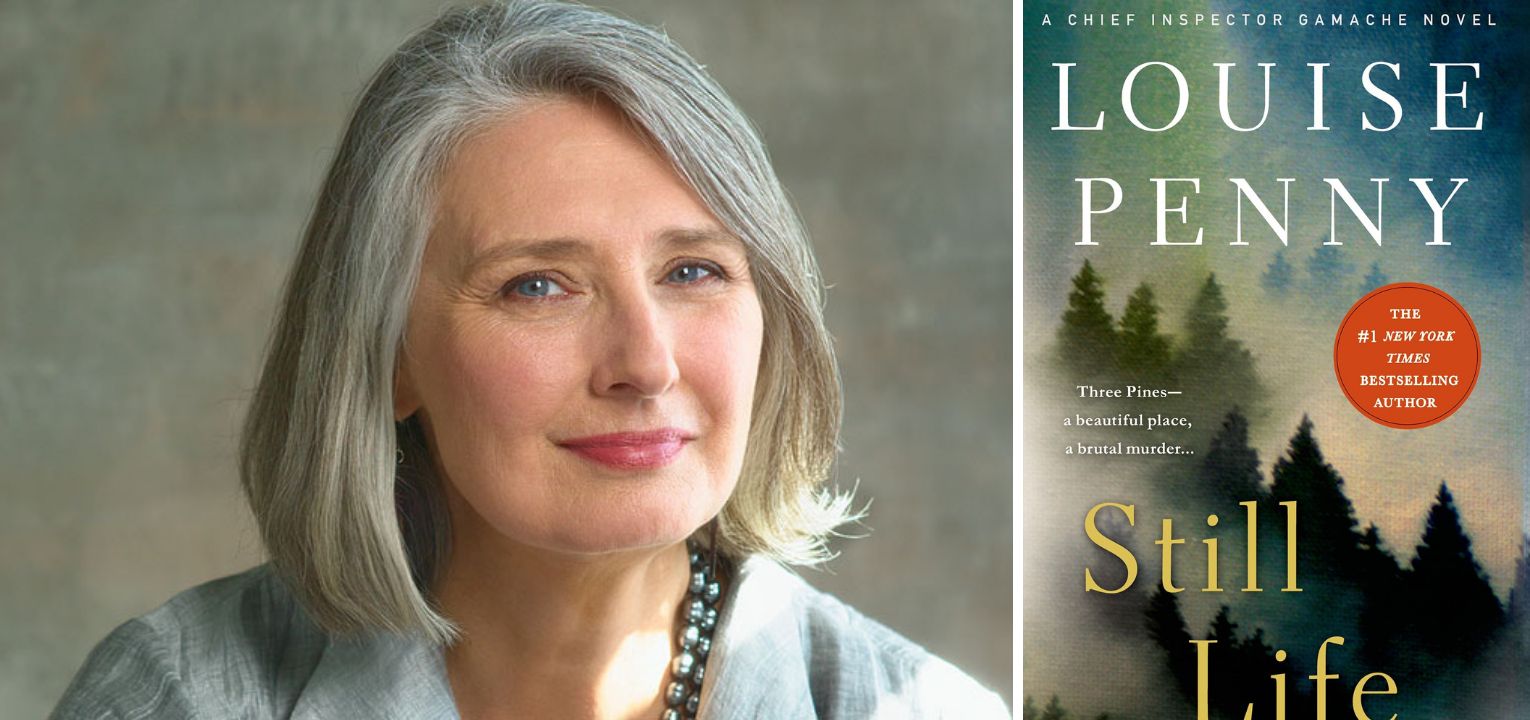 A CHIEF INSPECTOR GAMACHE NOVEL
LOUISE
PENNY
THE
#1 NEW YORK
TIMES
BESTSELLING
AUTHOR
Three Pines—
a beautiful place,
a brutal murder...
Still
Life